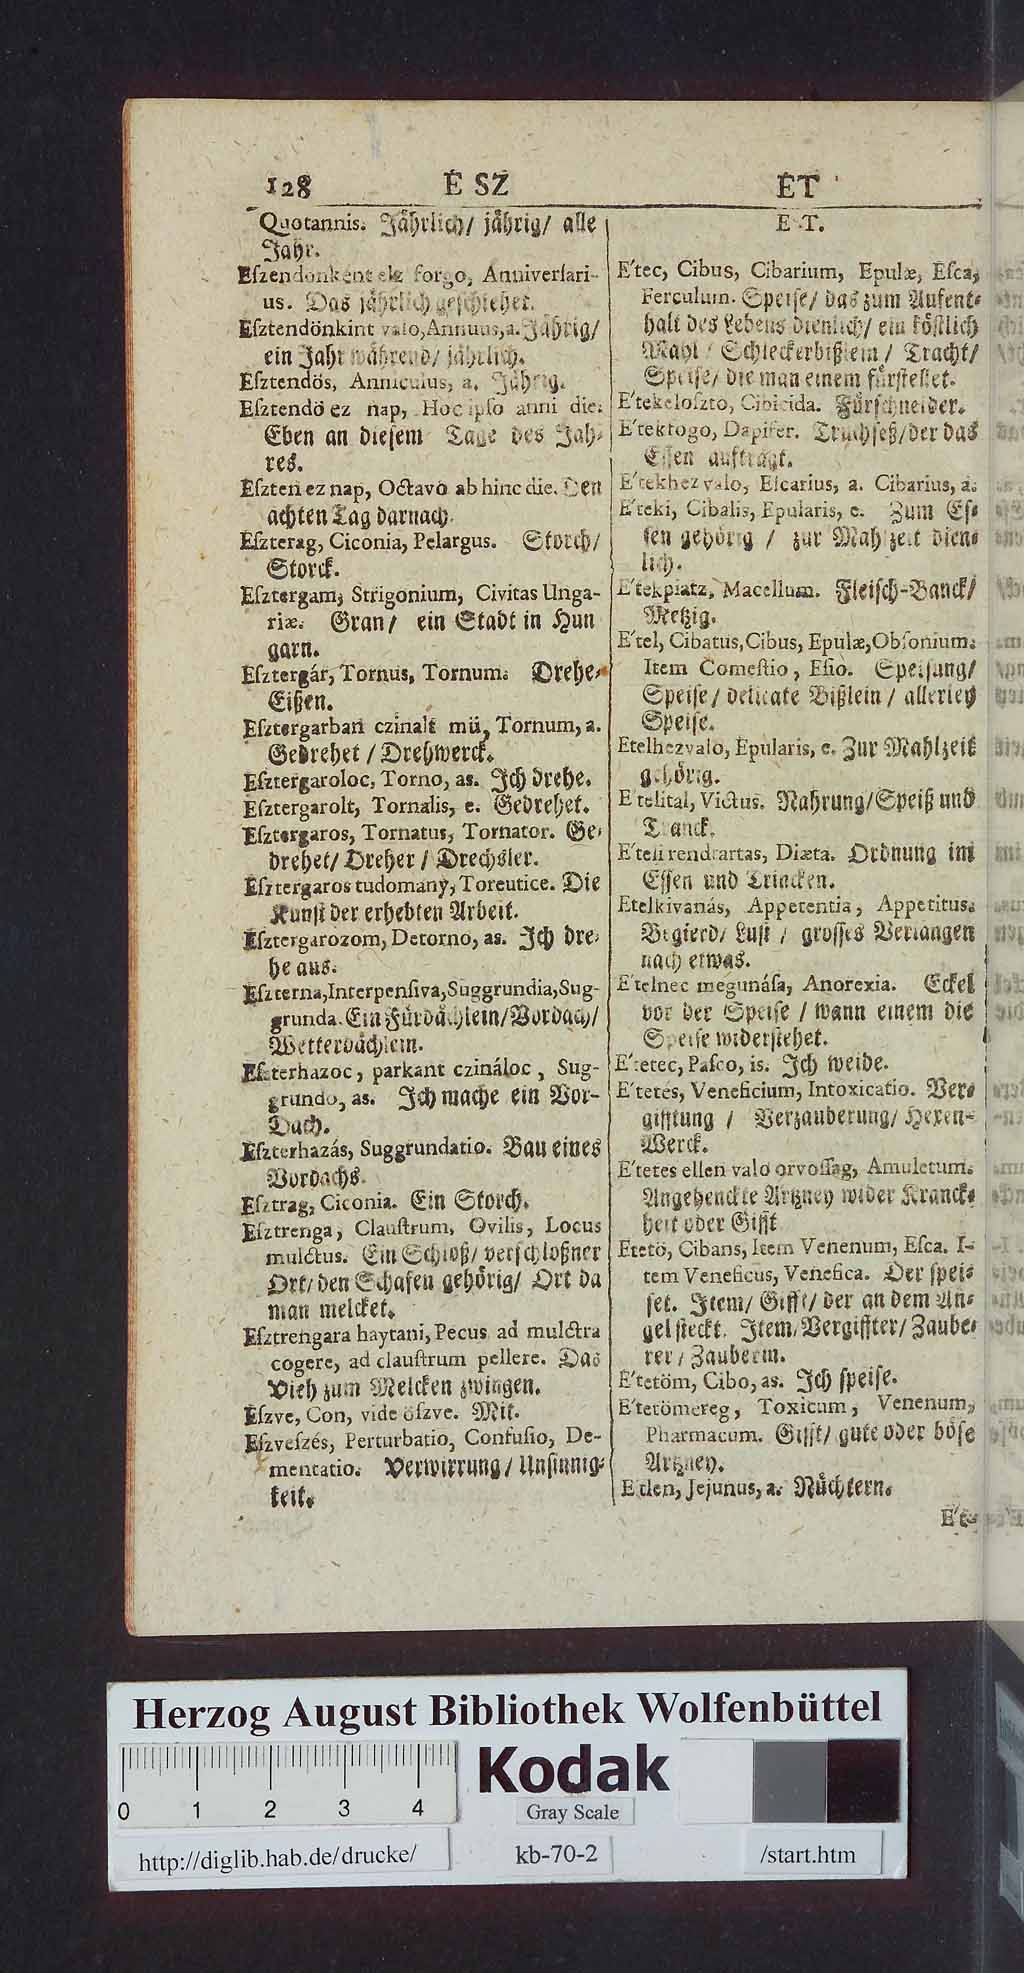 128 É SZ ÉT
Quotannis. Jåhrlich/ jåhrig/ alle
Jahr.
Eſzendönként elö forgo, Anniverſari-
us. Das jåhrlich geſchiehet.
Eſztendönkint valo, Annuus, a. Jåhrig/
ein Jahr wåhrend/ jåhrlich.
Eſztendös, Anniculus, a. Jåhrig.
Eſztendö ez nap, Hoc ipſo anni die.
Eben an dieſem Tage des Jah-
res.
Eſzten ez nap, Octavo ab hinc die. Den
achten Tag darnach.
Eſzterag, Ciconia, Pelargus. Storch/
Storck.
Eſztergam, Strigonium, Civitas Unga-
riæ. Gran/ ein Stadt in Hun
garn.
Eſztergár, Tornus, Tornum. Drehe-
Eißen.
Eſztergarban czinalt mü, Tornum, a.
Gedrehet / Drehwerck.
Eſztergaroloc, Torno, as. Ich drehe.
Eſztergarolt, Tornalis, e. Gedrehet.
Eſztergaros, Tornatus, Tornator. Ge-
drehet/ Dreher / Drechsler.
Eſztergaros tudomany, Toreutice. Die
Kunſt der erhebten Arbeit.
Eſztergarozom, Detorno, as. Ich dre-
he aus.
Eſzterna, Interpenſiva, Suggrundia, Sug-
grunda. Ein Fürdåchlein/ Vordach/
Wetterdåchlein.
Eſzterhazoc, parkant czináloc, Sug-
grundo, as. Ich mache ein Vor-
Dach.
Eſzterhazás, Suggrundatio. Bau eines
Vordachs.
Eſztrag, Ciconia. Ein Storch.
Eſztrenga, Clauſtrum, Ovilis, Locus
mulctus. Ein Schloß/ verſchloßner
Ort/ den Schafen gehörig/ Ort da
man melcket.
Eſztrengara haytani, Pecus ad mulctra
cogere, ad clauſtrum pellere. Das
Vieh zum Melcken zwingen.
Eſzve, Con, vide öſzve. Mit.
Eſzveſzés, Perturbatio, Confuſio, De-
mentatio. Verwirrung/ Unſinnig-
keit.
E T.
E'tec, Cibus, Cibarium, Epulæ, Eſca,
Ferculum. Speiſe/ das zum Aufent-
halt des Lebens dienlich/ ein köſtlich
Mahl / Schleckerbißlein / Tracht/
Speiſe/ die man einem fürſtellet.
E'tekeloſzto, Cibicida. Fürſchneider.
E'tekfogo, Dapifer. Truchſeß/ der das
Eſſen aufträgt.
E'tekhez valo, Eſcarius, a. Cibarius, a.
E'teki, Cibalis, Epularis, e. Zum Eſ-
ſen gehörig / zur Mahlzeit dien-
lich.
E'tekpiatz, Macellum. Fleiſch-Banck/
Metzig.
E'tel, Cibatus, Cibus, Epulæ, Obſonium.
Item Comeſtio, Eſio. Speiſung/
Speiſe/ delicate Bißlein / allerley
Speiſe.
Etelhezvalo, Epularis, e. Zur Mahlzeit
gehörig.
E'telital, Victus. Nahrung/ Speiß und
Tranck.
E'teli rendtartas, Diæta. Ordnung im
Eſſen und Trincken.
Etelkivanás, Appetentia, Appetitus.
Begierd/ Luſt / groſſes Verlangen
nach etwas.
E'telnec megunáſa, Anorexia. Eckel
vor der Speiſe / wann einem die
Speiſe widerſtehet.
E'tetec, Paſco, is. Ich weide.
E'tetés, Veneficium, Intoxicatio. Ver-
gifftung / Verzauberung/ Hexen-
Werck.
E'tetes ellen valo orvoſſag, Amuletum.
Angehenckte Artzney wider Kranck-
heit oder Gifft
Etetö, Cibans, Item Venenum, Eſca. I-
tem Veneficus, Venefica. Der ſpei-
ſet. Item/ Gifft/ der an dem An-
gel ſteckt. Item/ Vergiffter/ Zaube-
rer / Zauberin.
E'tetöm, Cibo, as. Ich ſpeiſe.
E'tetömereg, Toxicum, Venenum,
Pharmacum. Gifft/ gute oder böſe
Artzney.
Etlen, Jejunus, a. Nüchtern.
E't-
Herzog August Bibliothek Wolfenbüttel
Kodak
0 1 2 3 4
Gray Scale
http://diglib.hab.de/drucke/ kb-70-2 /start.htm